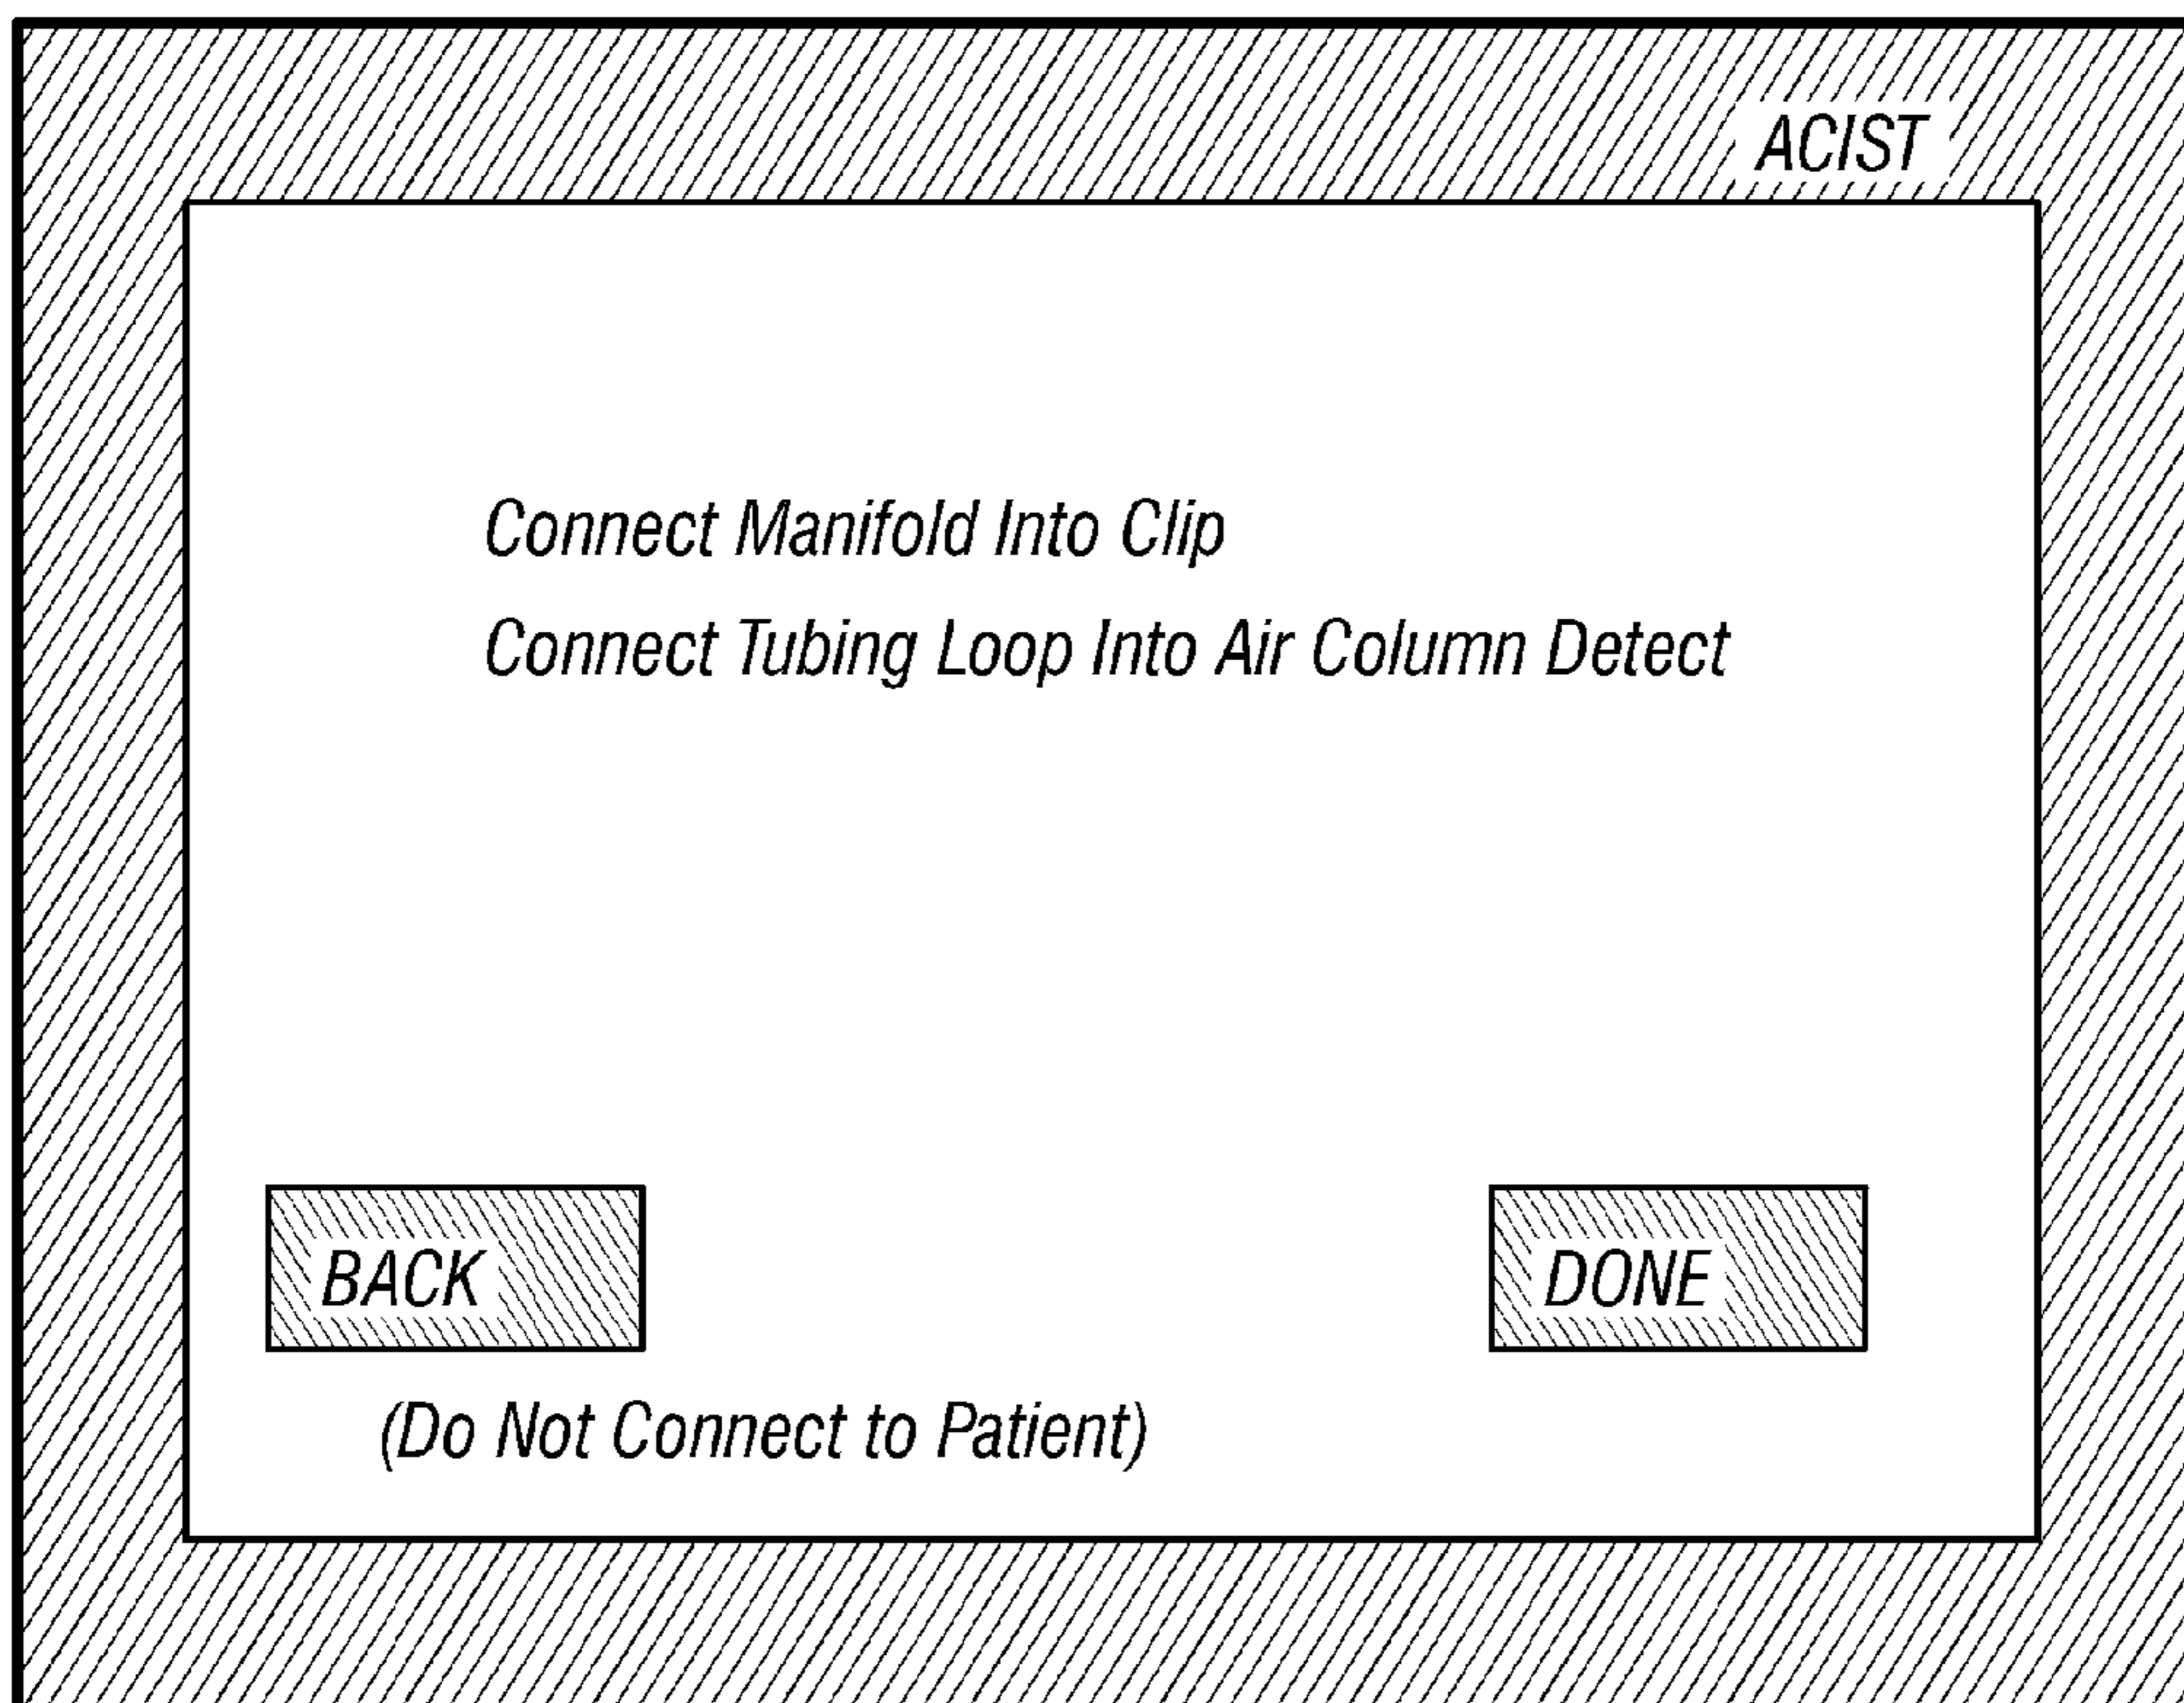 ACIST
Connect Manifold Into Clip
Connect Tubing Loop Into Air Column Detect
BACK
DONE
(Do Not Connect to Patient)